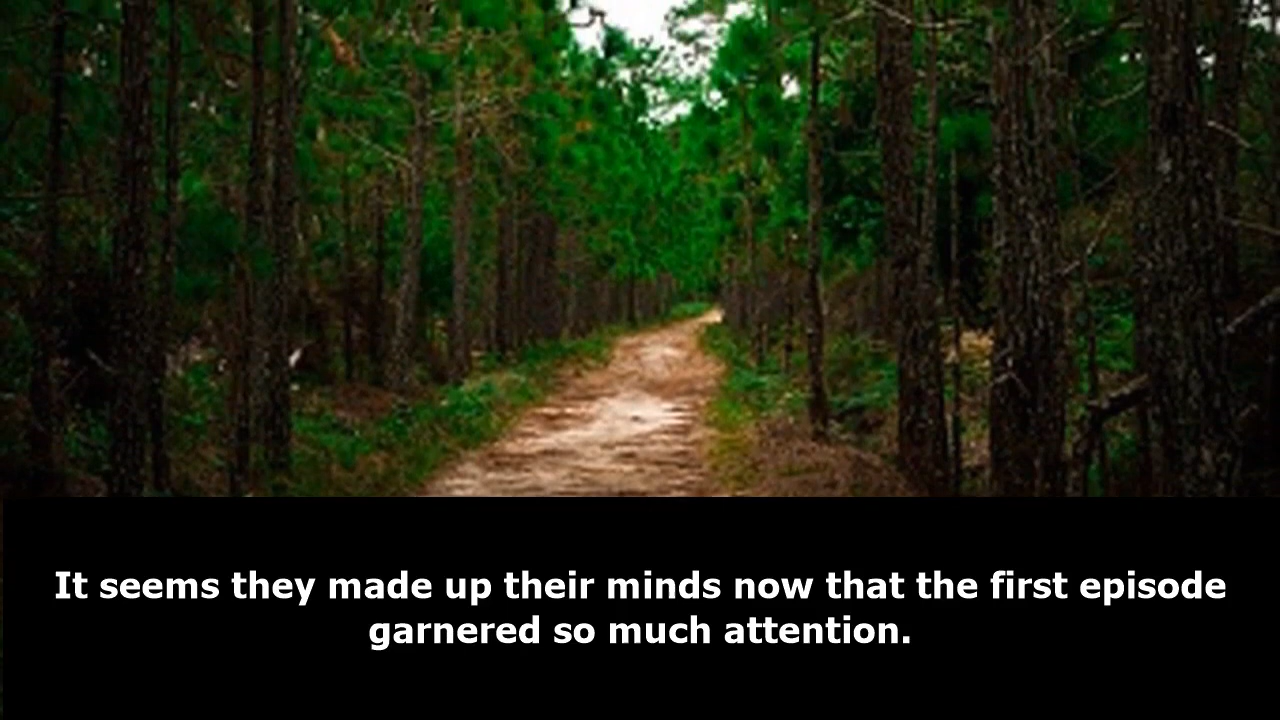 It seems they made up their minds now that the first episode
garnered so much attention.